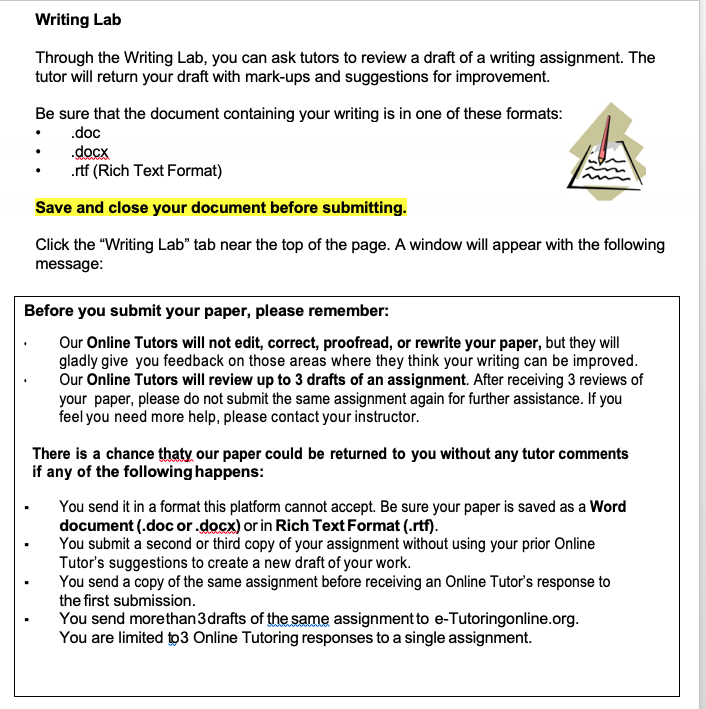 Writing Lab
Through the Writing Lab, you can ask tutors to review a draft of a writing assignment. The
tutor will return your draft with mark-ups and suggestions for improvement.
Be sure that the document containing your writing is in one of these formats:
• .doc
• .docx
• .rtf (Rich Text Format)
Save and close your document before submitting.
Click the “Writing Lab” tab near the top of the page. A window will appear with the following
message:
Before you submit your paper, please remember:
· Our Online Tutors will not edit, correct, proofread, or rewrite your paper, but they will
gladly give you feedback on those areas where they think your writing can be improved.
· Our Online Tutors will review up to 3 drafts of an assignment. After receiving 3 reviews of
your paper, please do not submit the same assignment again for further assistance. If you
feel you need more help, please contact your instructor.
There is a chance thaty our paper could be returned to you without any tutor comments
if any of the following happens:
▪ You send it in a format this platform cannot accept. Be sure your paper is saved as a Word
document (.doc or .docx) or in Rich Text Format (.rtf).
▪ You submit a second or third copy of your assignment without using your prior Online
Tutor’s suggestions to create a new draft of your work.
▪ You send a copy of the same assignment before receiving an Online Tutor’s response to
the first submission.
▪ You send morethan3drafts of the same assignment to e-Tutoringonline.org.
You are limited to3 Online Tutoring responses to a single assignment.